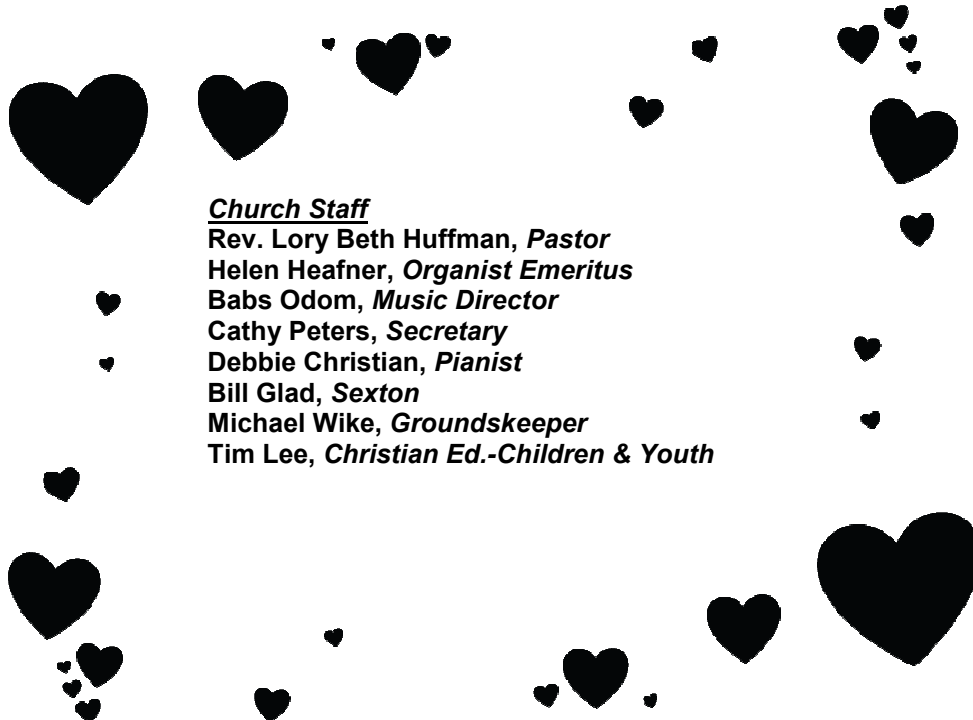 Church Staff
Rev. Lory Beth Huffman, Pastor
Helen Heafner, Organist Emeritus
Babs Odom, Music Director
Cathy Peters, Secretary
Debbie Christian, Pianist
Bill Glad, Sexton
Michael Wike, Groundskeeper
Tim Lee, Christian Ed.-Children & Youth